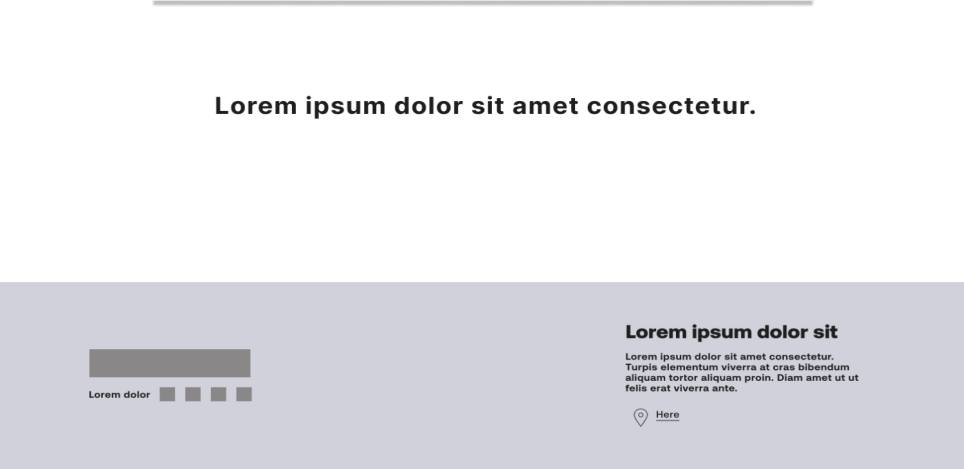 Lorem ipsum dolor sit amet consectetur.
Lorem dolor
Lorem ipsum dolor sit
Lorem ipsum dolor sit amet consectetur.
Turpis elementum viverra at cras bibendum
aliquam tortor aliquam proin. Diam amet ut ut
felis erat viverra ante.
Here